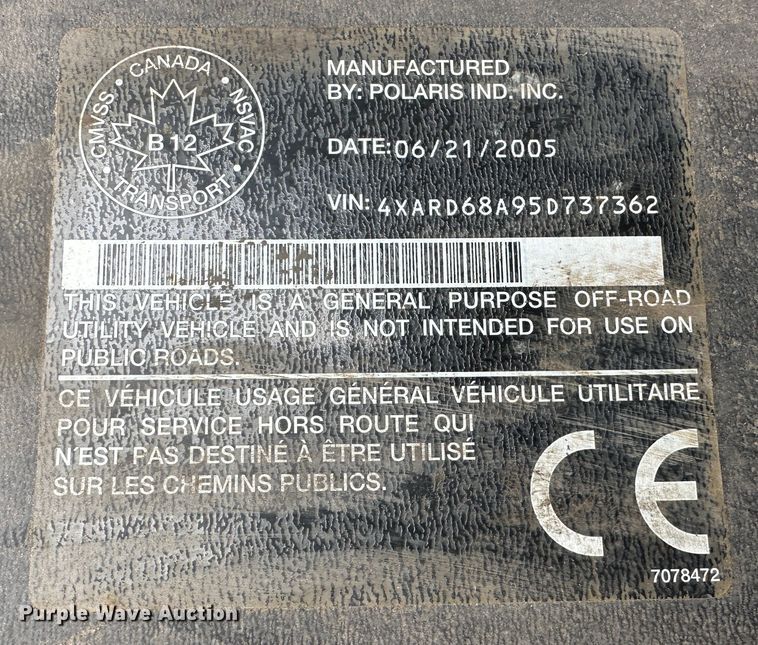 CMVSS • CANADA • NSVAC • TRANSPORT •
B 12
MANUFACTURED
BY: POLARIS IND. INC.
DATE: 06/21/2005
VIN: 4XARD68A95D737362
THIS VEHICLE IS A GENERAL PURPOSE OFF-ROAD
UTILITY VEHICLE AND IS NOT INTENDED FOR USE ON
PUBLIC ROADS.
CE VÉHICULE USAGE GÉNÉRAL VÉHICULE UTILITAIRE
POUR SERVICE HORS ROUTE QUI
N'EST PAS DESTINÉ À ÊTRE UTILISÉ
SUR LES CHEMINS PUBLICS.
CE
7078472
Purple Wave Auction